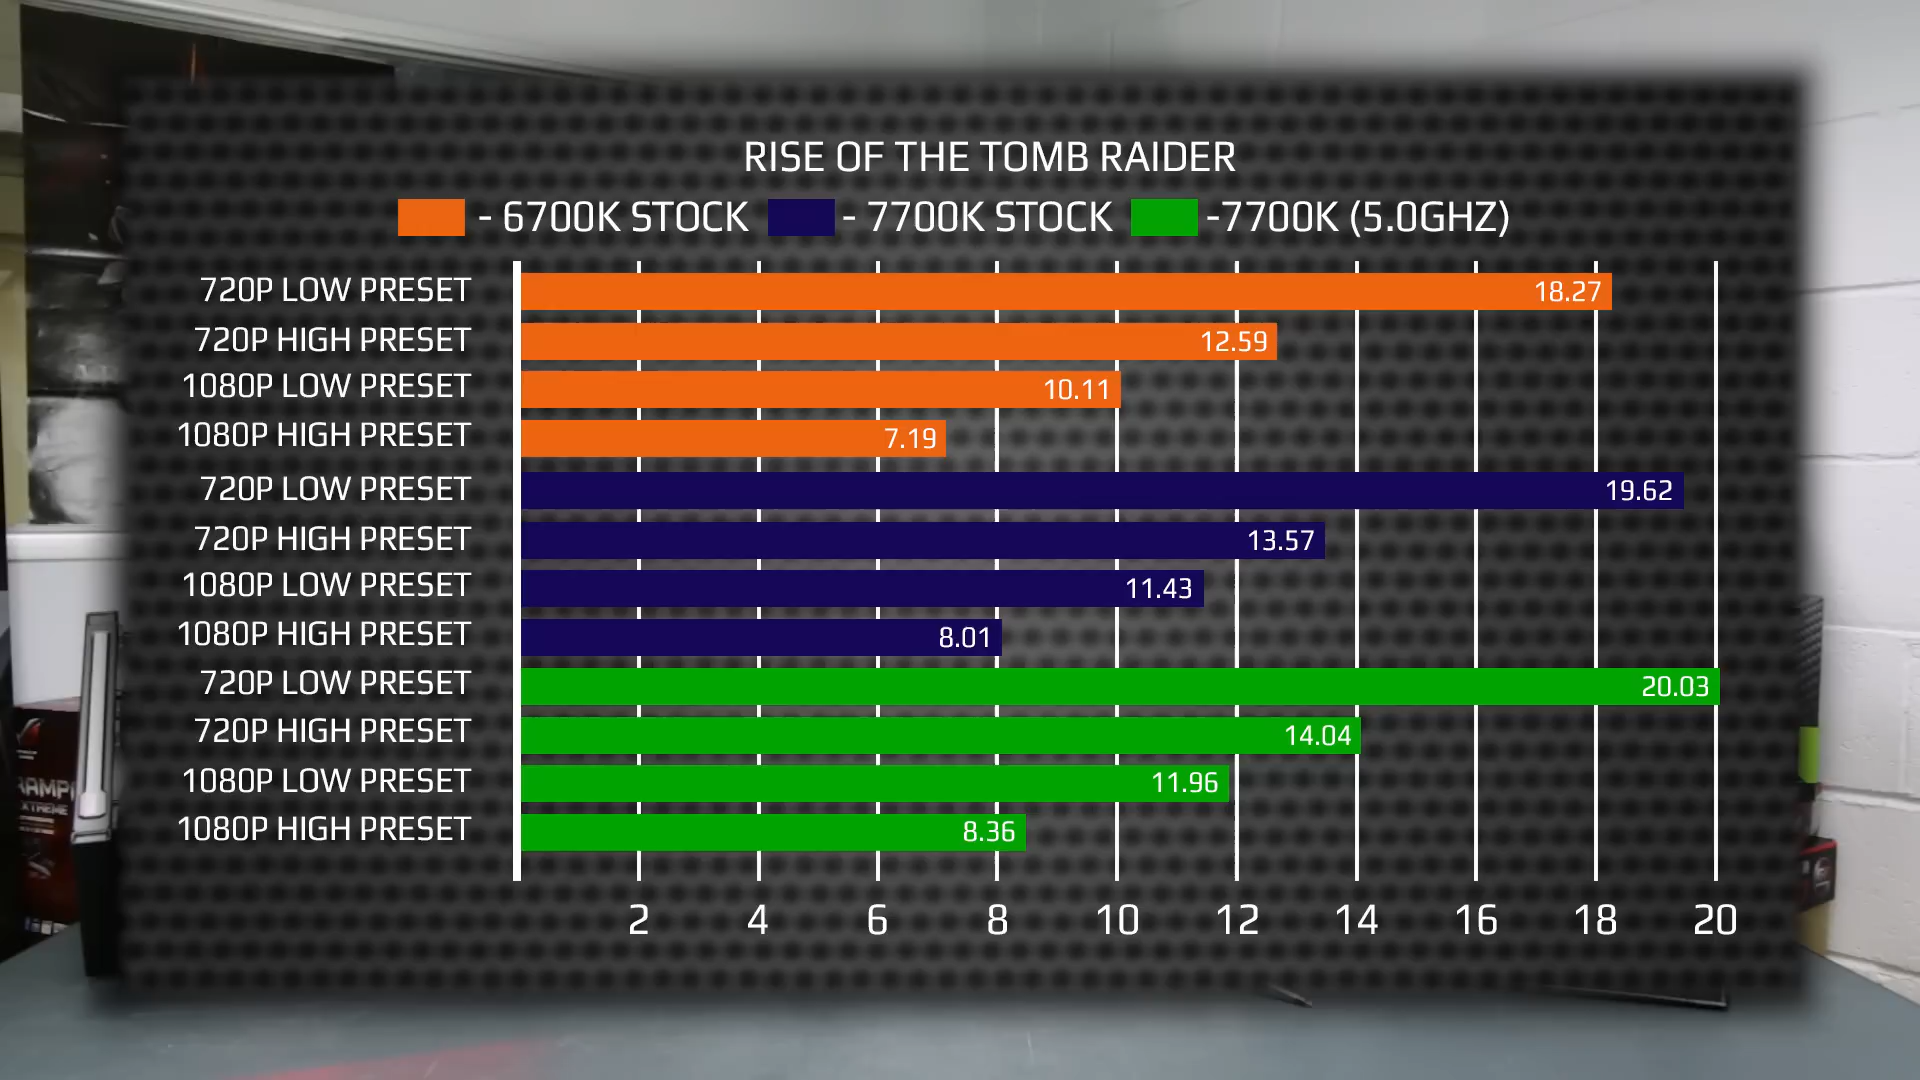 RISE OF THE TOMB RAIDER
- 6700K STOCK - 7700K STOCK -7700K (5.0GHZ)
720P LOW PRESET 18.27
720P HIGH PRESET 12.59
1080P LOW PRESET 10.11
1080P HIGH PRESET 7.19
720P LOW PRESET 19.62
720P HIGH PRESET 13.57
1080P LOW PRESET 11.43
1080P HIGH PRESET 8.01
720P LOW PRESET 20.03
720P HIGH PRESET 14.04
1080P LOW PRESET 11.96
1080P HIGH PRESET 8.36
2 4 6 8 10 12 14 16 18 20